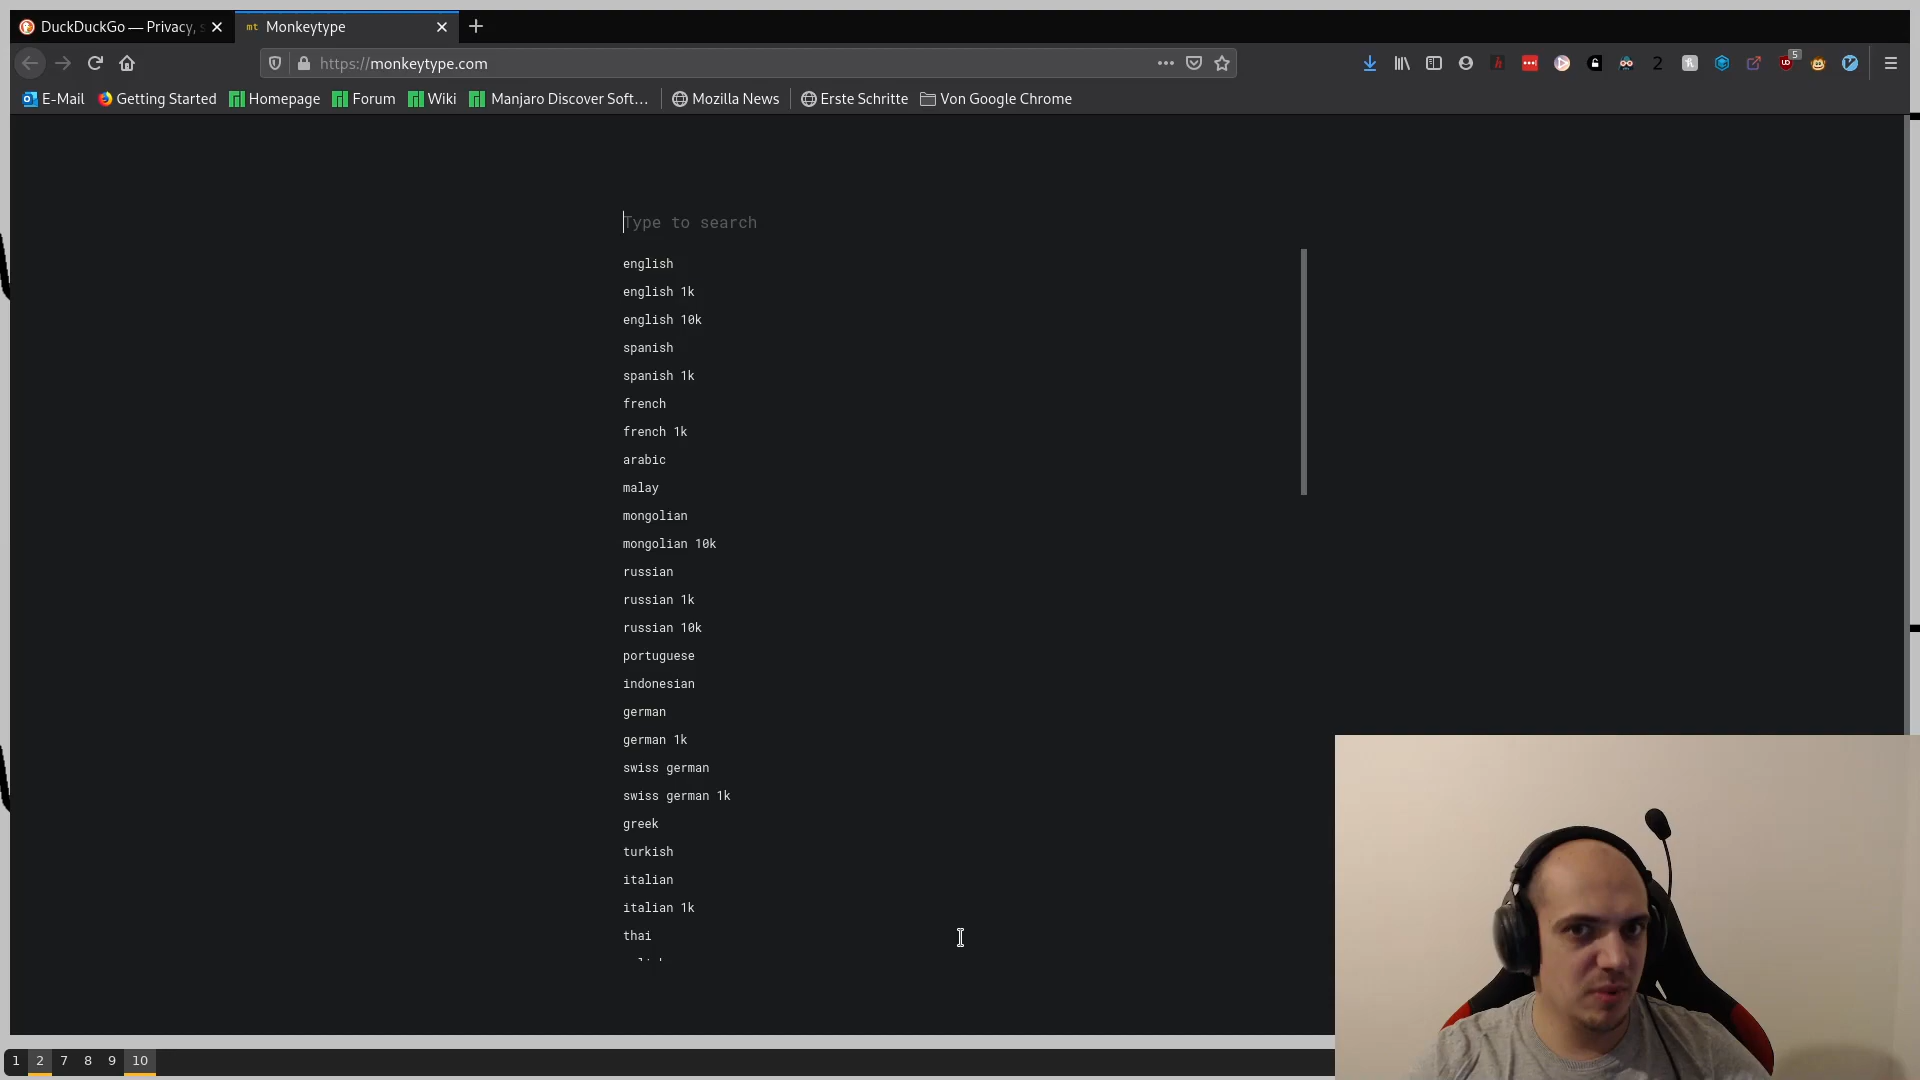 DuckDuckGo — Privacy, s
mt Monkeytype
https://monkeytype.com
5
2
E-Mail Getting Started Homepage Forum Wiki Manjaro Discover Soft… Mozilla News Erste Schritte Von Google Chrome
Type to search
english
english 1k
english 10k
spanish
spanish 1k
french
french 1k
arabic
malay
mongolian
mongolian 10k
russian
russian 1k
russian 10k
portuguese
indonesian
german
german 1k
swiss german
swiss german 1k
greek
turkish
italian
italian 1k
thai
1 2 7 8 9 10